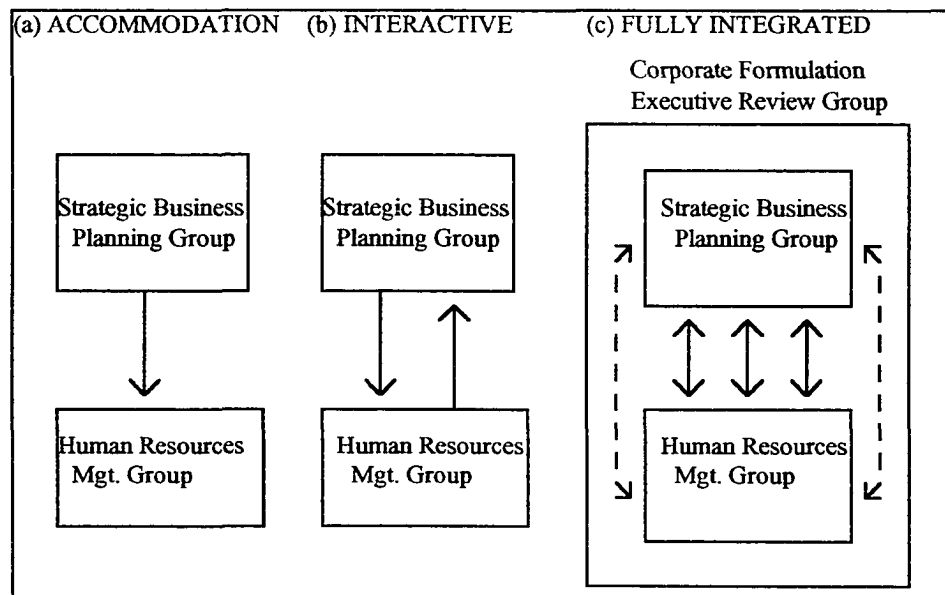 (a) ACCOMMODATION
(b) INTERACTIVE
(c) FULLY INTEGRATED
Corporate Formulation
Executive Review Group
Strategic Business
Planning Group
Human Resources
Mgt. Group
Strategic Business
Planning Group
Human Resources
Mgt. Group
Strategic Business
Planning Group
Human Resources
Mgt. Group